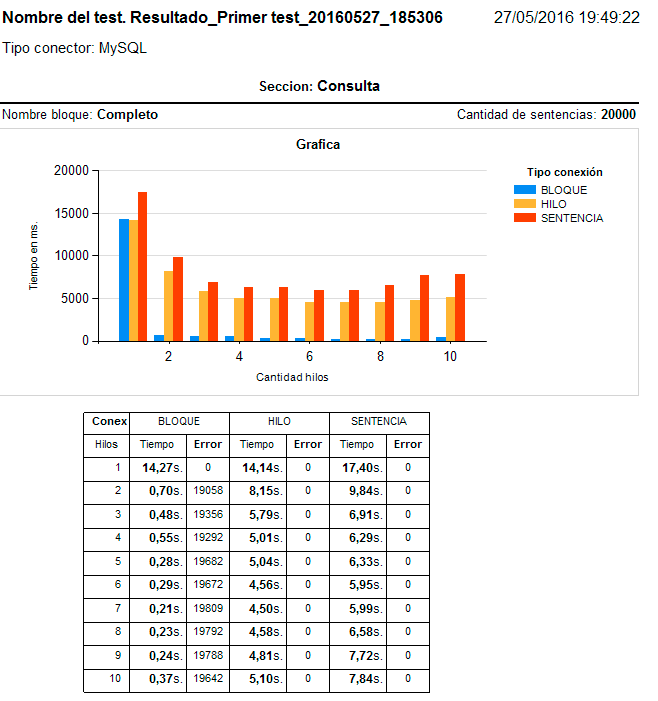 Nombre del test. Resultado_Primer test_20160527_185306 27/05/2016 19:49:22
Tipo conector: MySQL
Seccion: Consulta
Nombre bloque: Completo Cantidad de sentencias: 20000
Grafica
Tiempo en ms.
20000
15000
10000
5000
0
2 4 6 8 10
Cantidad hilos
Tipo conexión
BLOQUE
HILO
SENTENCIA
Conex BLOQUE HILO SENTENCIA
Hilos Tiempo Error Tiempo Error Tiempo Error
1 14,27s. 0 14,14s. 0 17,40s. 0
2 0,70s. 19058 8,15s. 0 9,84s. 0
3 0,48s. 19356 5,79s. 0 6,91s. 0
4 0,55s. 19292 5,01s. 0 6,29s. 0
5 0,28s. 19682 5,04s. 0 6,33s. 0
6 0,29s. 19672 4,56s. 0 5,95s. 0
7 0,21s. 19809 4,50s. 0 5,99s. 0
8 0,23s. 19792 4,58s. 0 6,58s. 0
9 0,24s. 19788 4,81s. 0 7,72s. 0
10 0,37s. 19642 5,10s. 0 7,84s. 0